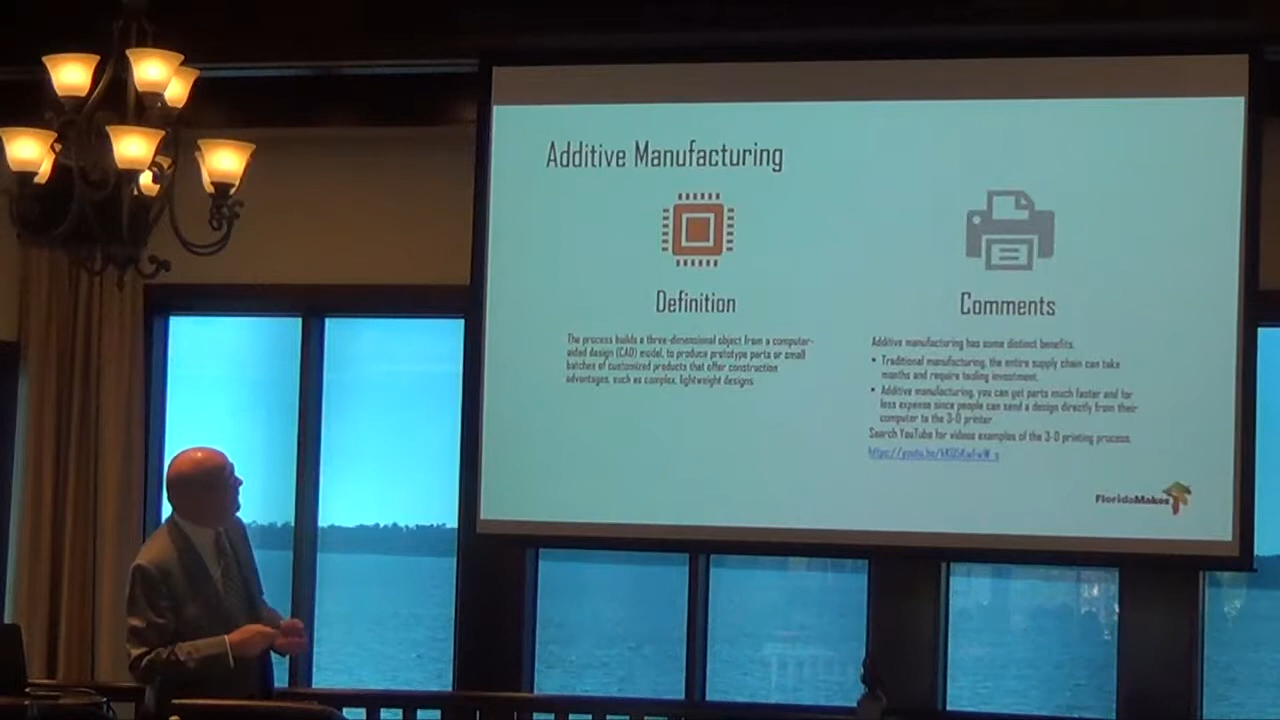 Additive Manufacturing
Definition
The process builds a three-dimensional object from a computer-
aided design (CAD) model, to produce prototype parts or small
batches of customized products that offer construction
advantages, such as complex, lightweight designs
Comments
Additive manufacturing has some distinct benefits.
• Traditional manufacturing, the entire supply chain can take
months and require tooling investment.
• Additive manufacturing, you can get parts much faster and for
less expense since people can send a design directly from their
computer to the 3-D printer
Search YouTube for videos examples of the 3-D printing process.
FloridaMakes